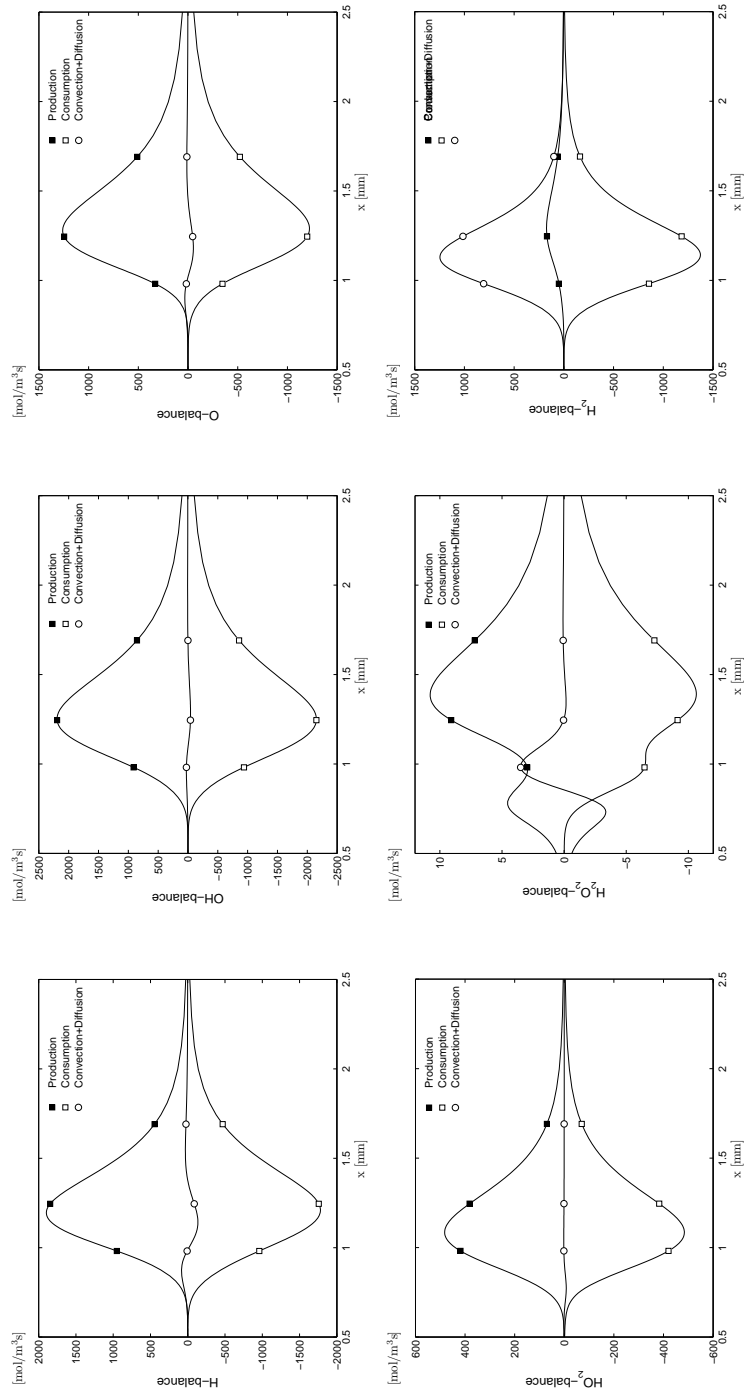 [mol/m³s]
2000
1500
1000
500
0
−500
−1000
−1500
−2000
H−balance
0.5
1
1.5
2
2.5
x [mm]
Production
Consumption
Convection+Diffusion
[mol/m³s]
2500
2000
1500
1000
500
0
−500
−1000
−1500
−2000
−2500
OH−balance
0.5
1
1.5
2
2.5
x [mm]
Production
Consumption
Convection+Diffusion
[mol/m³s]
1500
1000
500
0
−500
−1000
−1500
O−balance
0.5
1
1.5
2
2.5
x [mm]
Production
Consumption
Convection+Diffusion
[mol/m³s]
600
400
200
0
−200
−400
−600
HO₂−balance
0.5
1
1.5
2
2.5
x [mm]
Production
Consumption
Convection+Diffusion
[mol/m³s]
10
5
0
−5
−10
H₂O₂−balance
0.5
1
1.5
2
2.5
x [mm]
Production
Consumption
Convection+Diffusion
[mol/m³s]
1500
1000
500
0
−500
−1000
−1500
H₂−balance
0.5
1
1.5
2
2.5
x [mm]
Convection+Diffusion